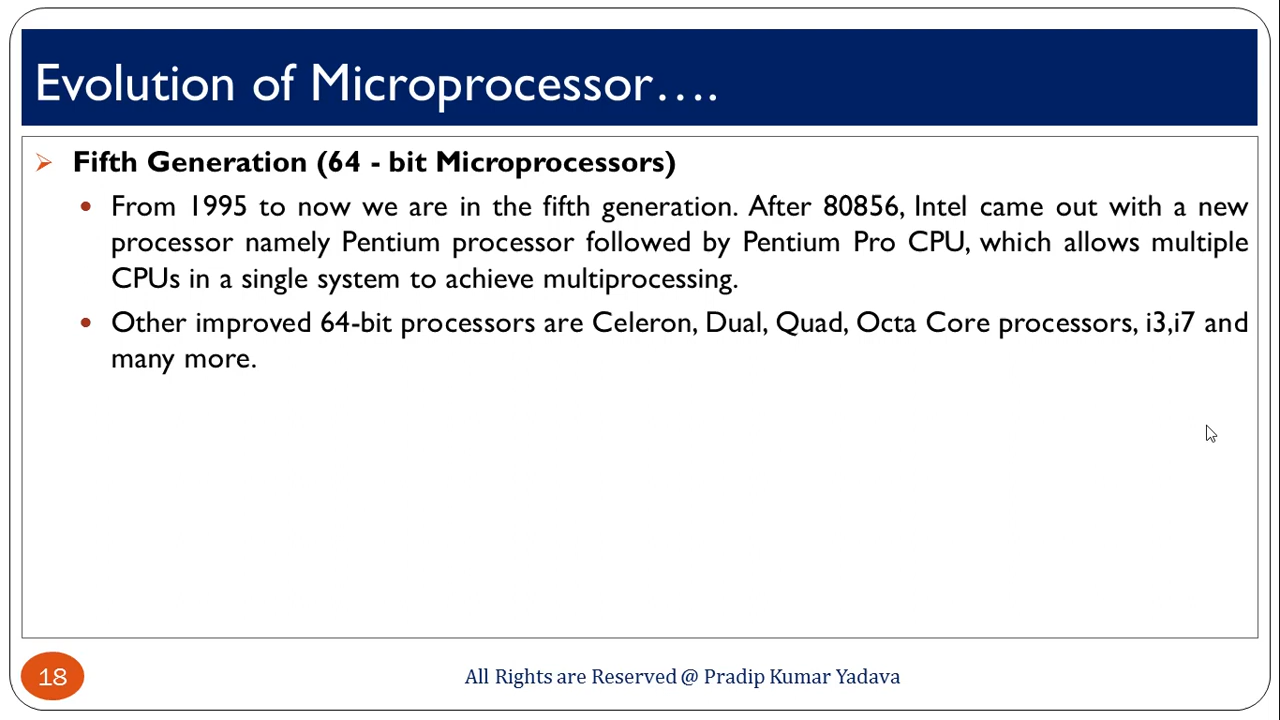 Evolution of Microprocessor....
Fifth Generation (64 - bit Microprocessors)
From 1995 to now we are in the fifth generation. After 80856, Intel came out with a new
processor namely Pentium processor followed by Pentium Pro CPU, which allows multiple
CPUs in a single system to achieve multiprocessing.
Other improved 64-bit processors are Celeron, Dual, Quad, Octa Core processors, i3,i7 and
many more.
18
All Rights are Reserved @ Pradip Kumar Yadava